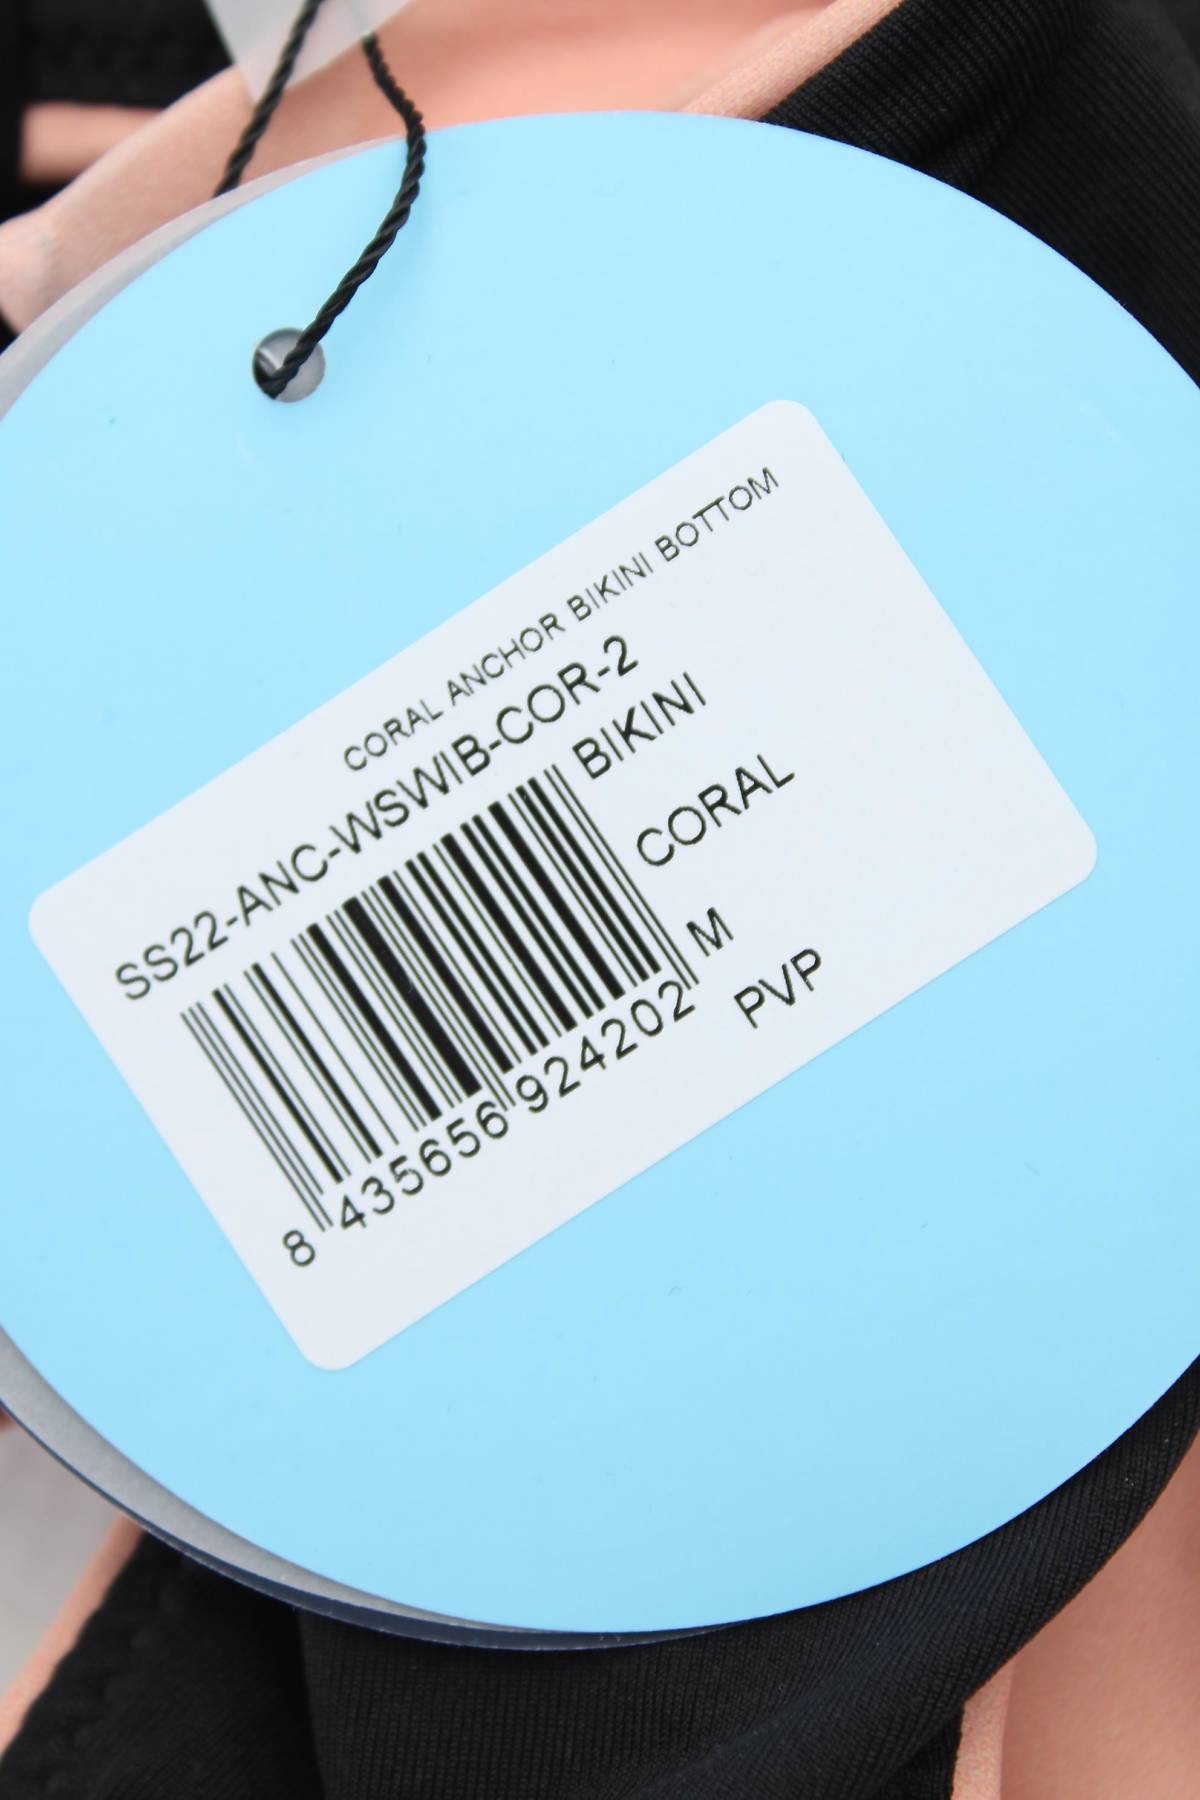 CORAL ANCHOR BIKINI BOTTOM
SS22-ANC-WSWIB-COR-2
BIKINI
CORAL
M
PVP
8 435656 924202